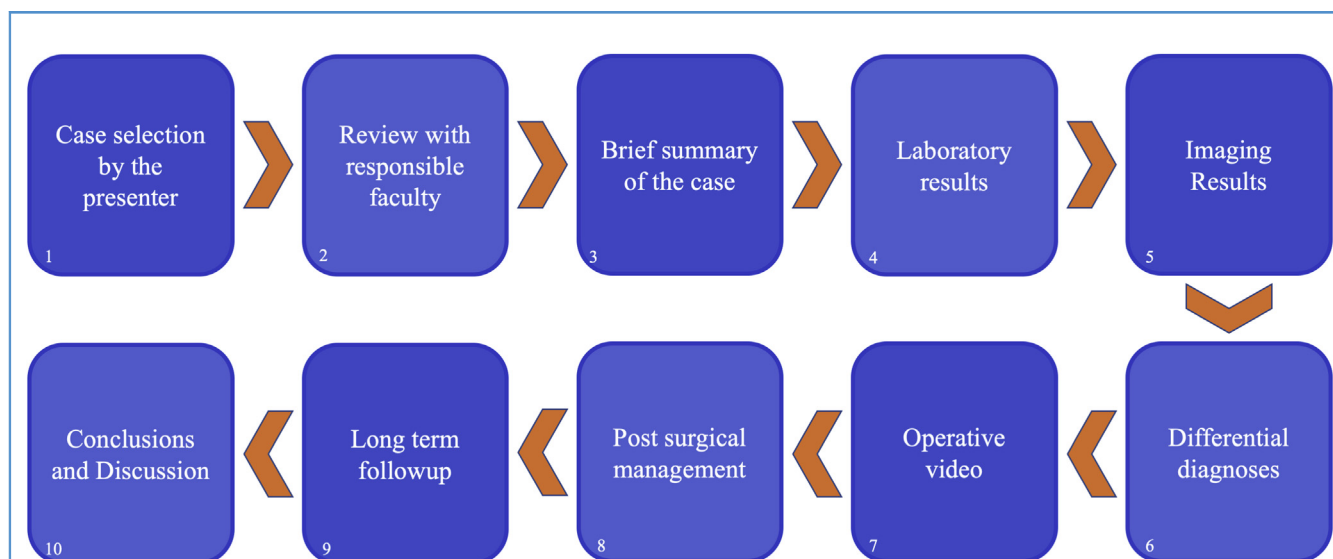 Case selection
by the
presenter
1
Review with
responsible
faculty
2
Brief summary
of the case
3
Laboratory
results
4
Imaging
Results
5
Differential
diagnoses
6
Operative
video
7
Post surgical
management
8
Long term
followup
9
Conclusions
and Discussion
10